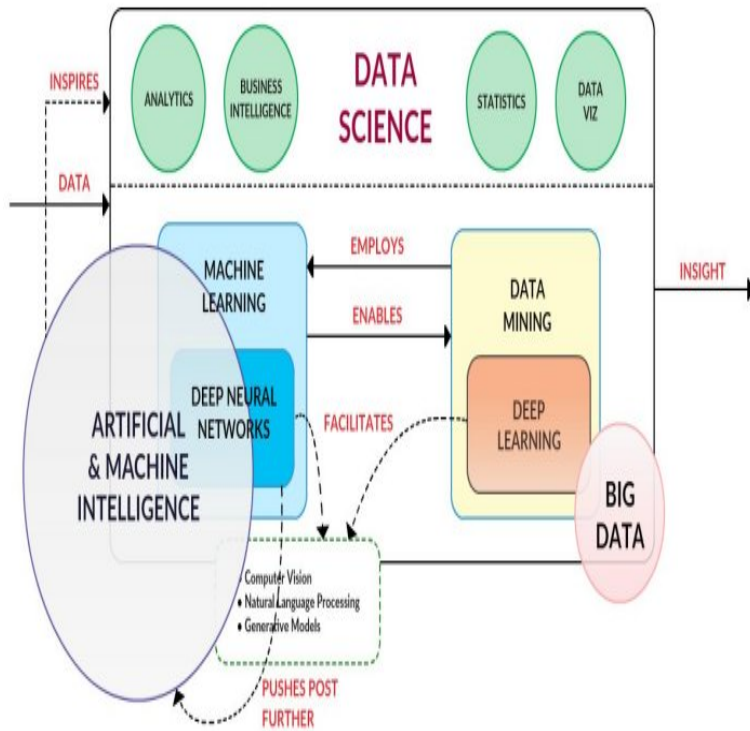 INSPIRES
ANALYTICS
BUSINESS
INTELLIGENCE
DATA
SCIENCE
STATISTICS
DATA
VIZ
DATA
MACHINE
LEARNING
EMPLOYS
ENABLES
DATA
MINING
INSIGHT
DEEP NEURAL
NETWORKS
FACILITATES
DEEP
LEARNING
ARTIFICIAL
& MACHINE
INTELLIGENCE
BIG
DATA
• Computer Vision
• Natural Language Processing
• Generative Models
PUSHES POST
FURTHER